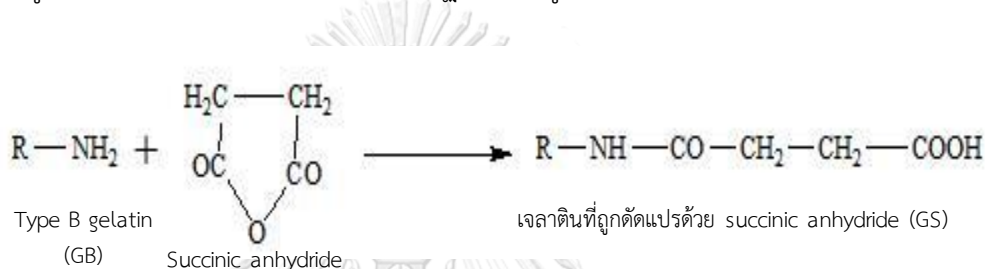 H₂C—CH₂
R—NH₂ + OC CO O → R—NH—CO—CH₂—CH₂—COOH
Type B gelatin
(GB)
Succinic anhydride
เจลาตินที่ถูกดัดแปรด้วย succinic anhydride (GS)